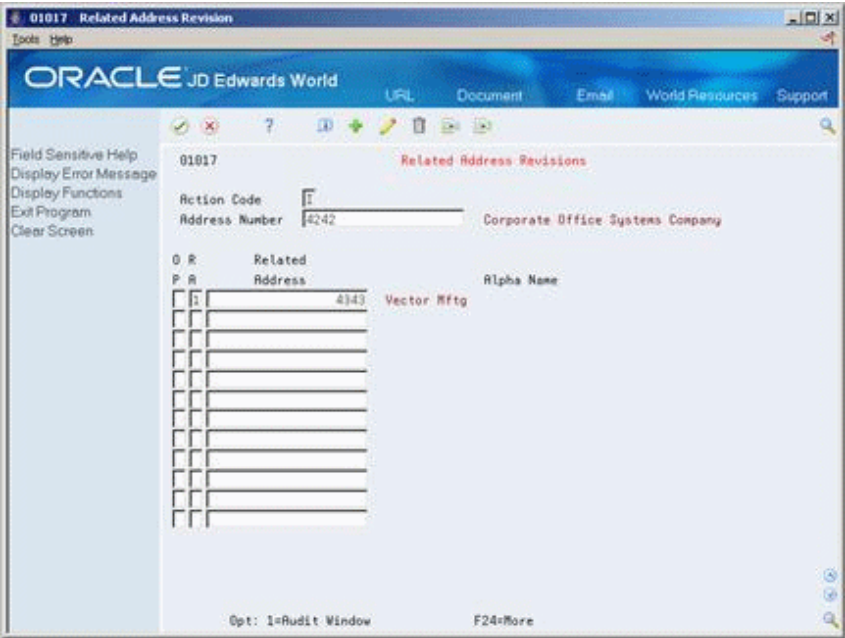 01017 Related Address Revision
Tools Help
ORACLE JD Edwards World
URL Document Email World Resources Support
Field Sensitive Help
Display Error Message
Display Functions
Exit Program
Clear Screen
01017 Related Address Revisions
Action Code I
Address Number 4242 Corporate Office Systems Company
O R Related
P A Address Alpha Name
1 4343 Vector Mftg
Opt: 1=Audit Window F24=More